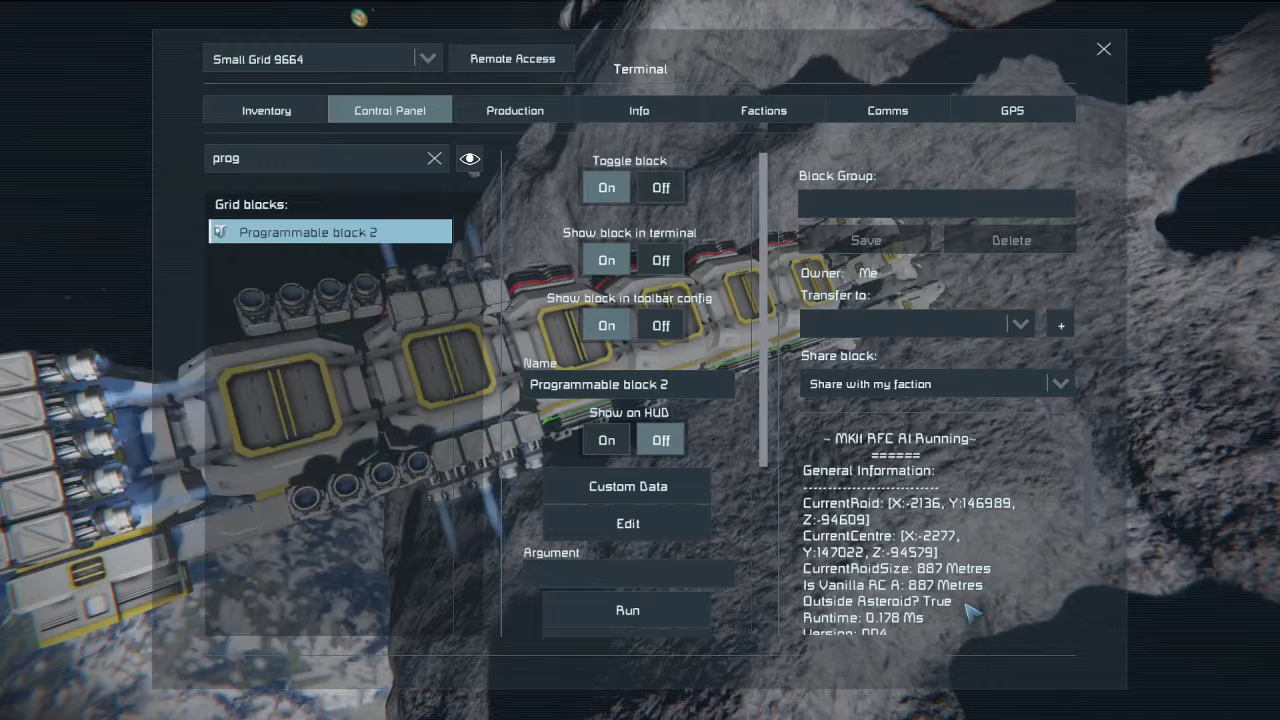 Small Grid 9664
Remote Access
Terminal
Inventory
Control Panel
Production
Info
Factions
Comms
GPS
prog
Grid blocks:
Programmable block 2
Toggle block
On Off
Show block in terminal
On Off
Show block in toolbar config
On Off
Name
Programmable block 2
Show on HUD
On Off
Custom Data
Edit
Argument
Run
Block Group:
Save
Delete
Owner: Me
Transfer to:
+
Share block:
Share with my faction
~ MKII RFC AI Running~
======
General Information:
--------------------------
CurrentRoid: [X:-2136, Y:146989,
Z:-94609]
CurrentCentre: [X:-2277,
Y:147022, Z:-94579]
CurrentRoidSize: 887 Metres
Is Vanilla RC A: 887 Metres
Outside Asteroid? True
Runtime: 0.178 Ms
Version: 004